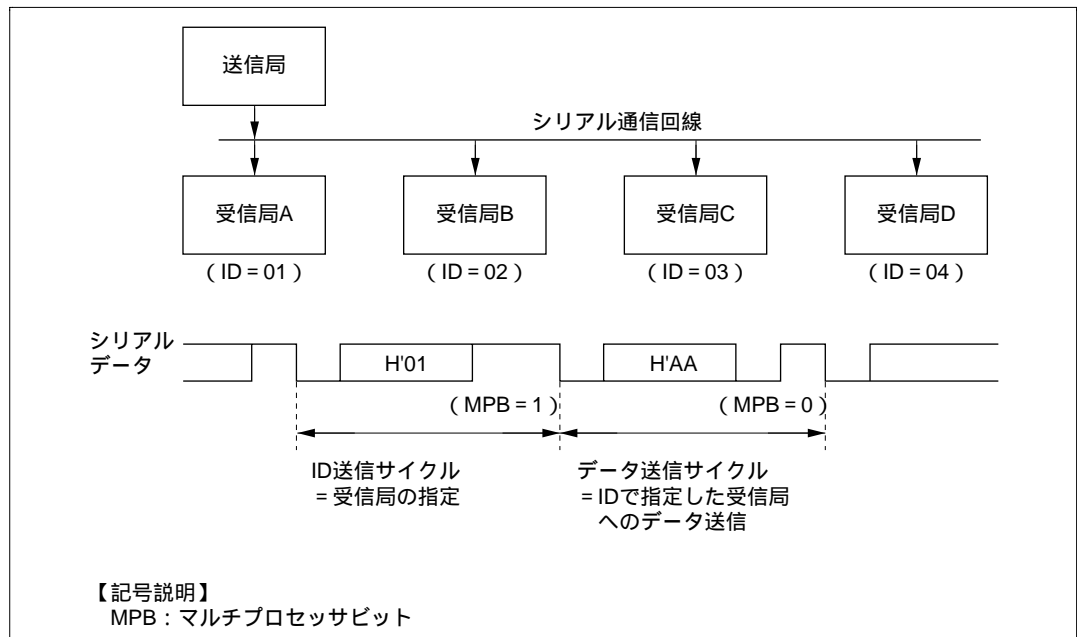 送信局
シリアル通信回線
受信局A
受信局B
受信局C
受信局D
（ID = 01）
（ID = 02）
（ID = 03）
（ID = 04）
シリアル
データ
H'01
H'AA
（MPB = 1）
（MPB = 0）
ID送信サイクル
= 受信局の指定
データ送信サイクル
= IDで指定した受信局
へのデータ送信
【記号説明】
MPB：マルチプロセッサビット